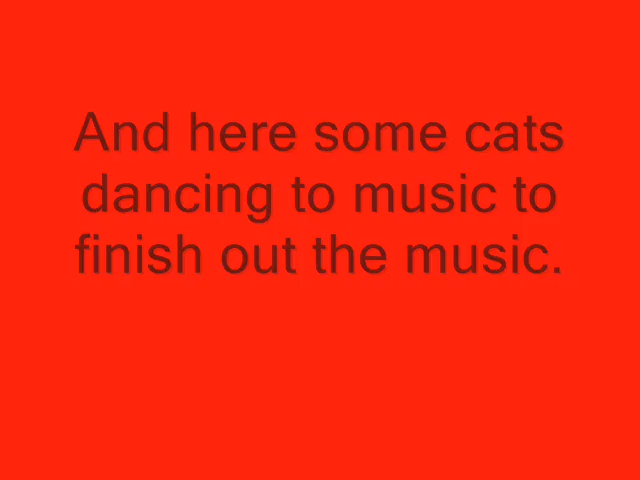 And here some cats
dancing to music to
finish out the music.